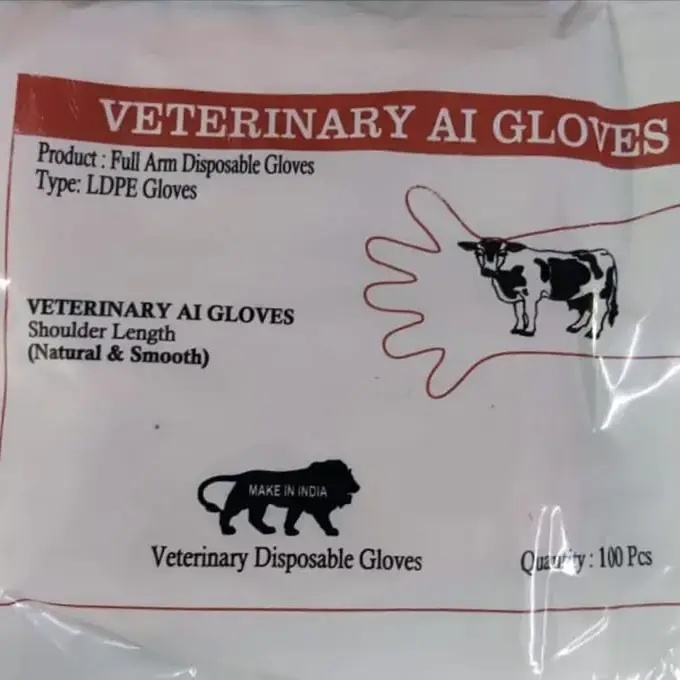 VETERINARY AI GLOVES
Product : Full Arm Disposable Gloves
Type: LDPE Gloves
VETERINARY AI GLOVES
Shoulder Length
(Natural & Smooth)
MAKE IN INDIA
Veterinary Disposable Gloves
Quantity : 100 Pcs